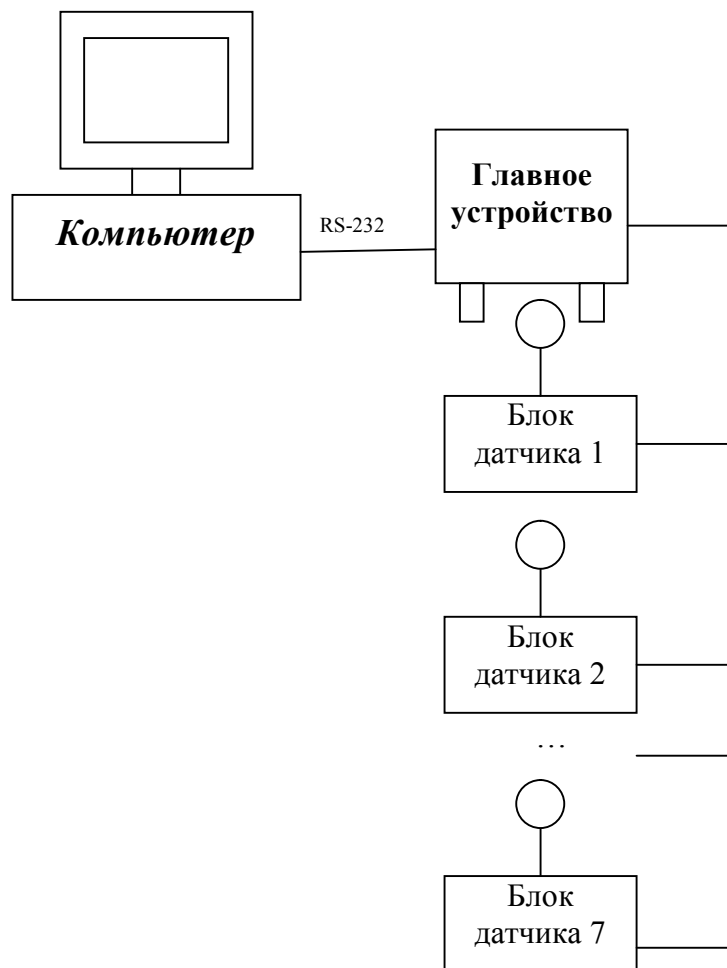 Компьютер
RS-232
Главное
устройство
Блок
датчика 1
Блок
датчика 2
…
Блок
датчика 7